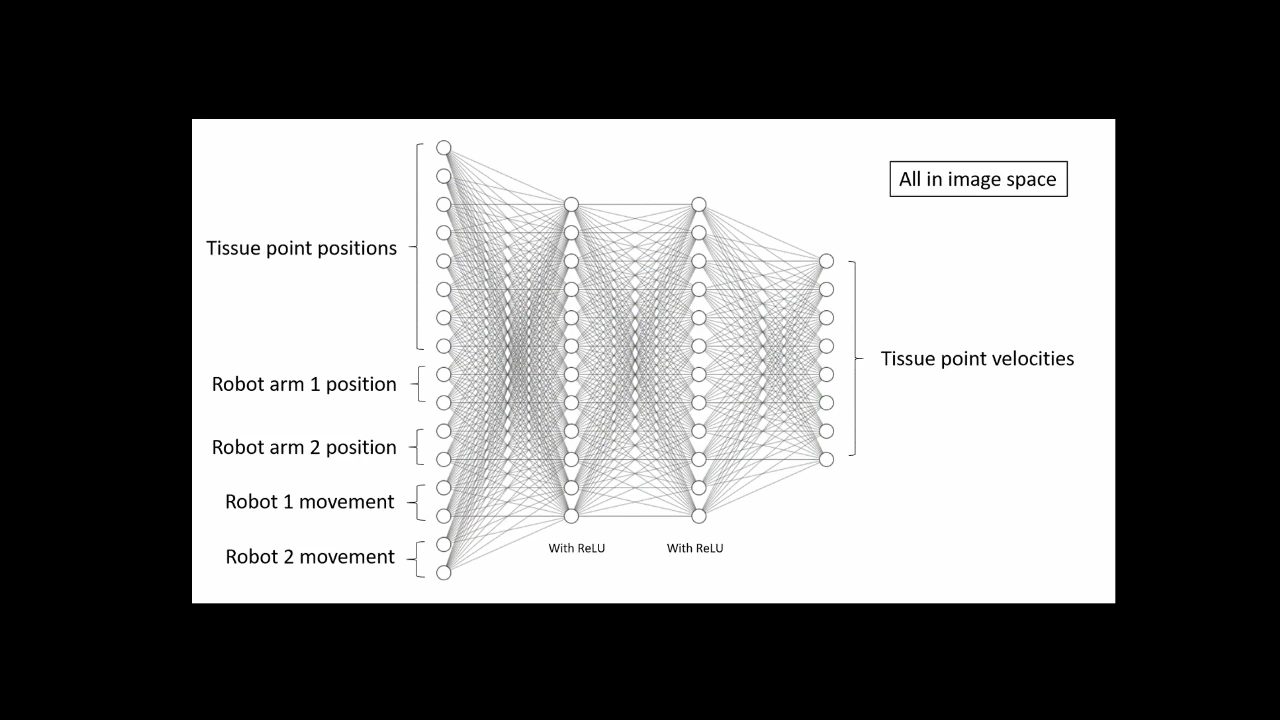 All in image space
Tissue point positions
Robot arm 1 position
Robot arm 2 position
Robot 1 movement
Robot 2 movement
With ReLU
With ReLU
Tissue point velocities